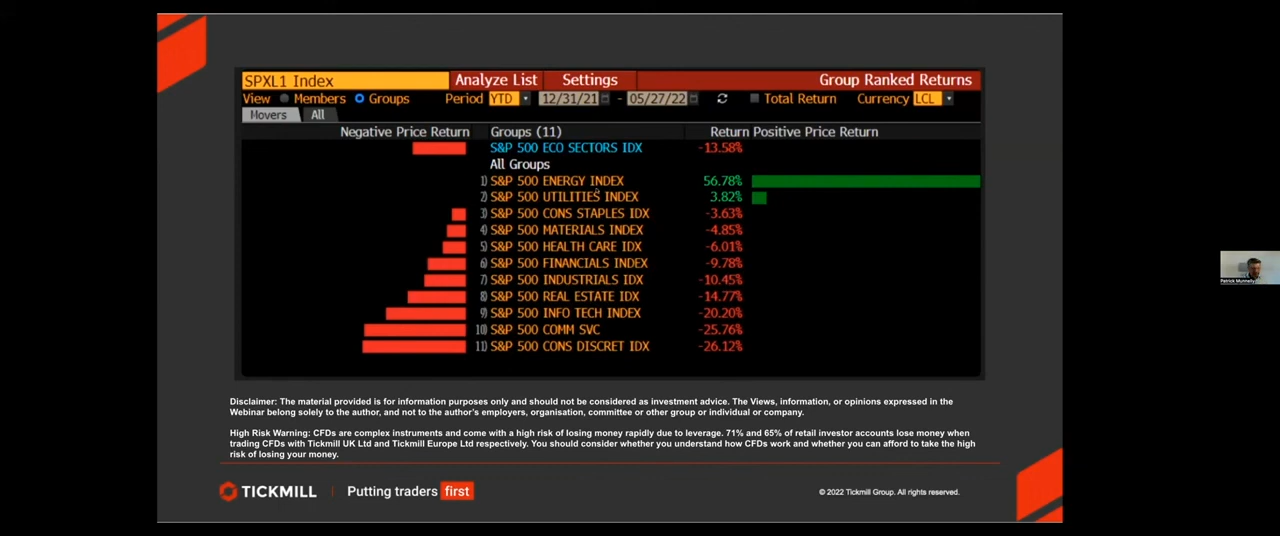 SPXL1 Index Analyze List Settings Group Ranked Returns
View Members Groups Period YTD 12/31/21 - 05/27/22 Total Return Currency LCL
Movers All
Negative Price Return Groups (11) Return Positive Price Return
S&P 500 ECO SECTORS IDX -13.58%
All Groups
1) S&P 500 ENERGY INDEX 56.78%
2) S&P 500 UTILITIES INDEX 3.82%
3) S&P 500 CONS STAPLES IDX -3.63%
4) S&P 500 MATERIALS INDEX -4.85%
5) S&P 500 HEALTH CARE IDX -6.01%
6) S&P 500 FINANCIALS INDEX -9.78%
7) S&P 500 INDUSTRIALS IDX -10.45%
8) S&P 500 REAL ESTATE IDX -14.77%
9) S&P 500 INFO TECH INDEX -20.20%
10) S&P 500 COMM SVC -25.76%
11) S&P 500 CONS DISCRET IDX -26.12%
Disclaimer: The material provided is for information purposes only and should not be considered as investment advice. The Views, information, or opinions expressed in the
Webinar belong solely to the author, and not to the author's employers, organisation, committee or other group or individual or company.
High Risk Warning: CFDs are complex instruments and come with a high risk of losing money rapidly due to leverage. 71% and 65% of retail investor accounts lose money when
trading CFDs with Tickmill UK Ltd and Tickmill Europe Ltd respectively. You should consider whether you understand how CFDs work and whether you can afford to take the high
risk of losing your money.
TICKMILL Putting traders first
© 2022 Tickmill Group. All rights reserved.
Patrick Munnelly